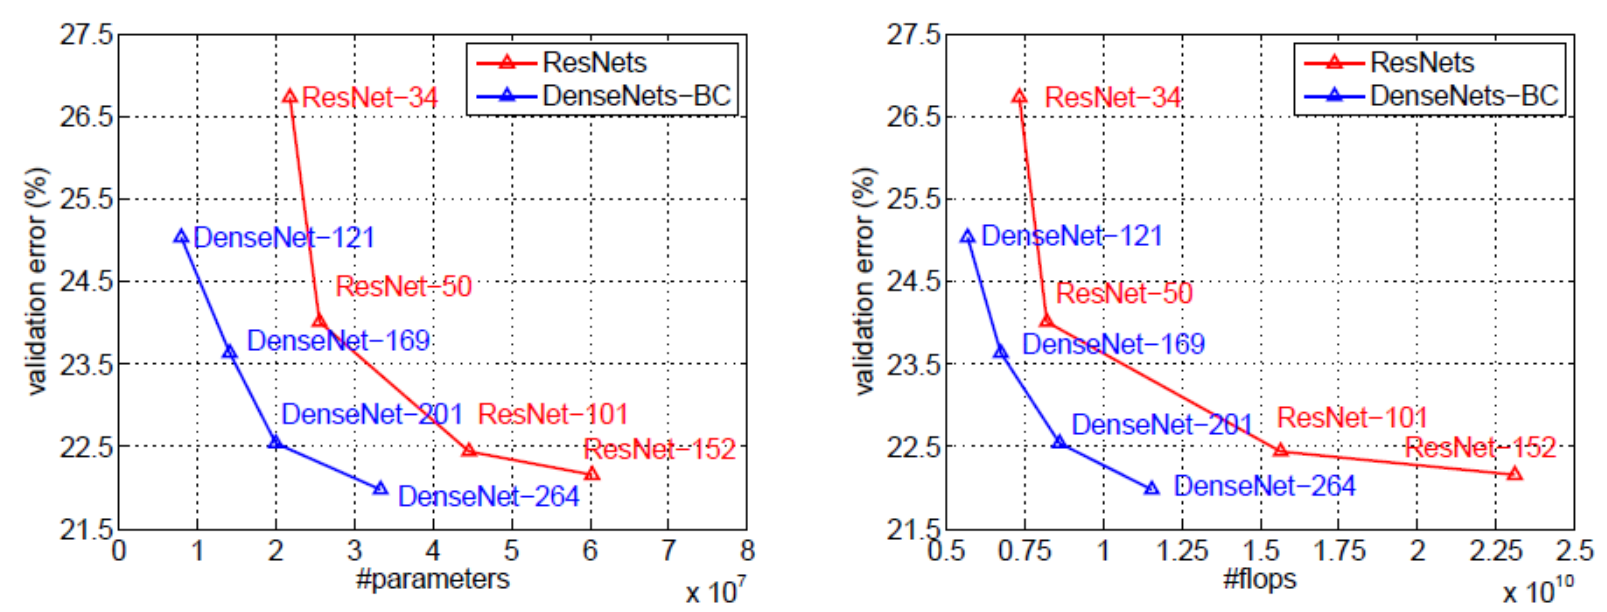 27.5
26.5
25.5
24.5
23.5
22.5
21.5
validation error (%)
ResNets
DenseNets−BC
ResNet−34
DenseNet−121
ResNet−50
DenseNet−169
DenseNet−201
ResNet−101
ResNet−152
DenseNet−264
0 1 2 3 4 5 6 7 8
#parameters
x 10⁷
27.5
26.5
25.5
24.5
23.5
22.5
21.5
validation error (%)
ResNets
DenseNets−BC
ResNet−34
DenseNet−121
ResNet−50
DenseNet−169
DenseNet−201
ResNet−101
ResNet−152
DenseNet−264
0.5 0.75 1 1.25 1.5 1.75 2 2.25 2.5
#flops
x 10¹⁰